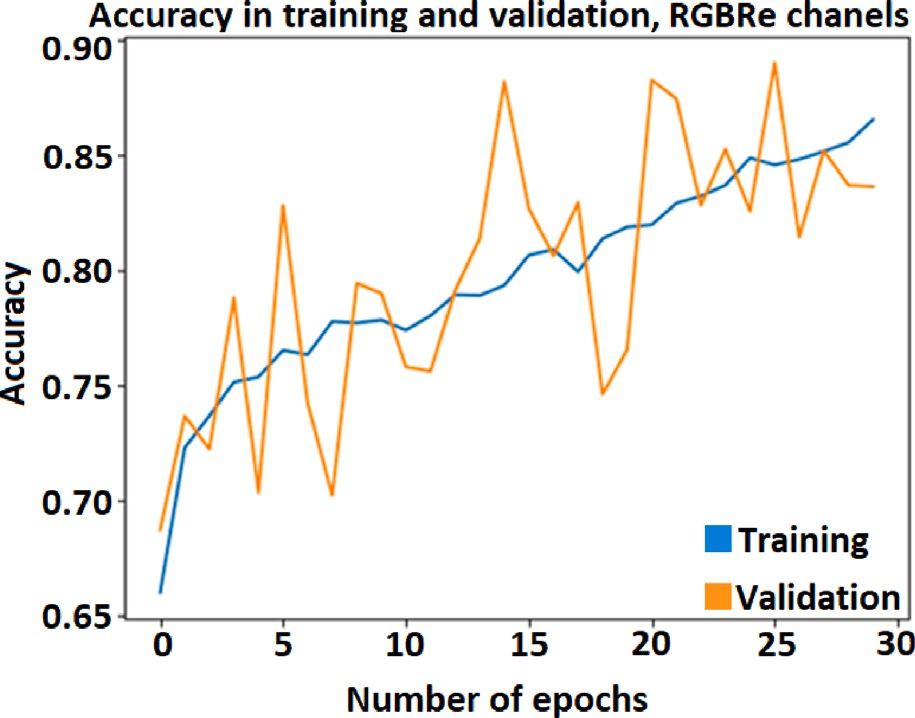 Accuracy in training and validation, RGBRe chanels
0.90
0.85
0.80
0.75
0.70
0.65
Accuracy
Training
Validation
0 5 10 15 20 25 30
Number of epochs